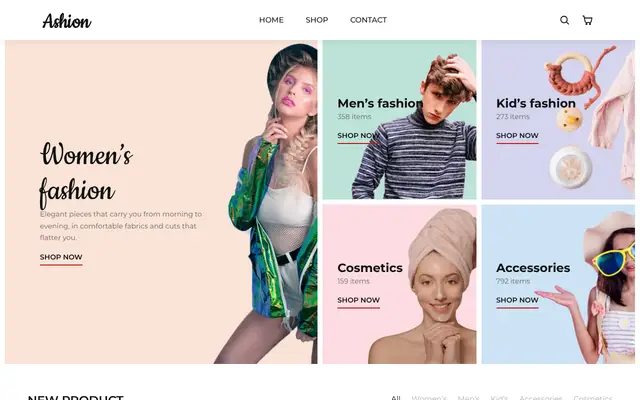 Ashion
HOME
SHOP
CONTACT
Women's
fashion
Elegant pieces that carry you from morning to
evening, in comfortable fabrics and cuts that
flatter you.
SHOP NOW
Men's fashion
358 items
SHOP NOW
Kid's fashion
273 items
SHOP NOW
Cosmetics
159 items
SHOP NOW
Accessories
792 items
SHOP NOW
NEW PRODUCT
All
Women's
Men's
Kid's
Accessories
Cosmetics